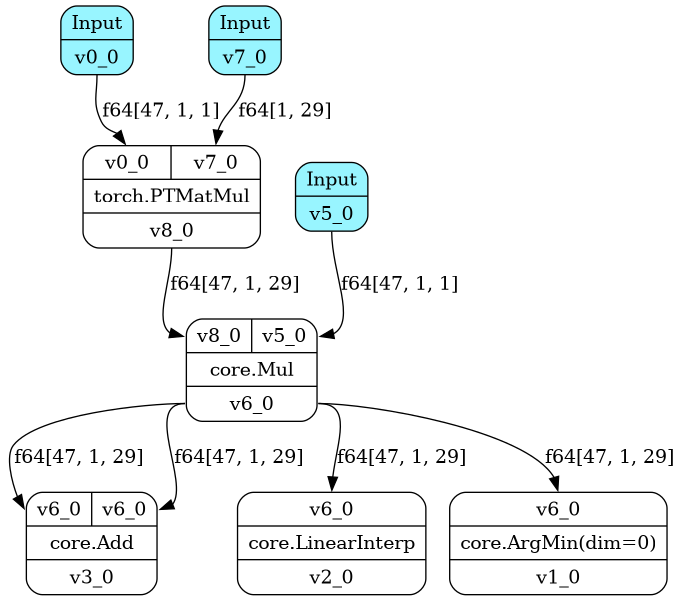 Input
v0_0
Input
v7_0
f64[47, 1, 1]
f64[1, 29]
v0_0
v7_0
torch.PTMatMul
v8_0
Input
v5_0
f64[47, 1, 29]
f64[47, 1, 1]
v8_0
v5_0
core.Mul
v6_0
f64[47, 1, 29]
f64[47, 1, 29]
f64[47, 1, 29]
f64[47, 1, 29]
v6_0
v6_0
core.Add
v3_0
v6_0
core.LinearInterp
v2_0
v6_0
core.ArgMin(dim=0)
v1_0